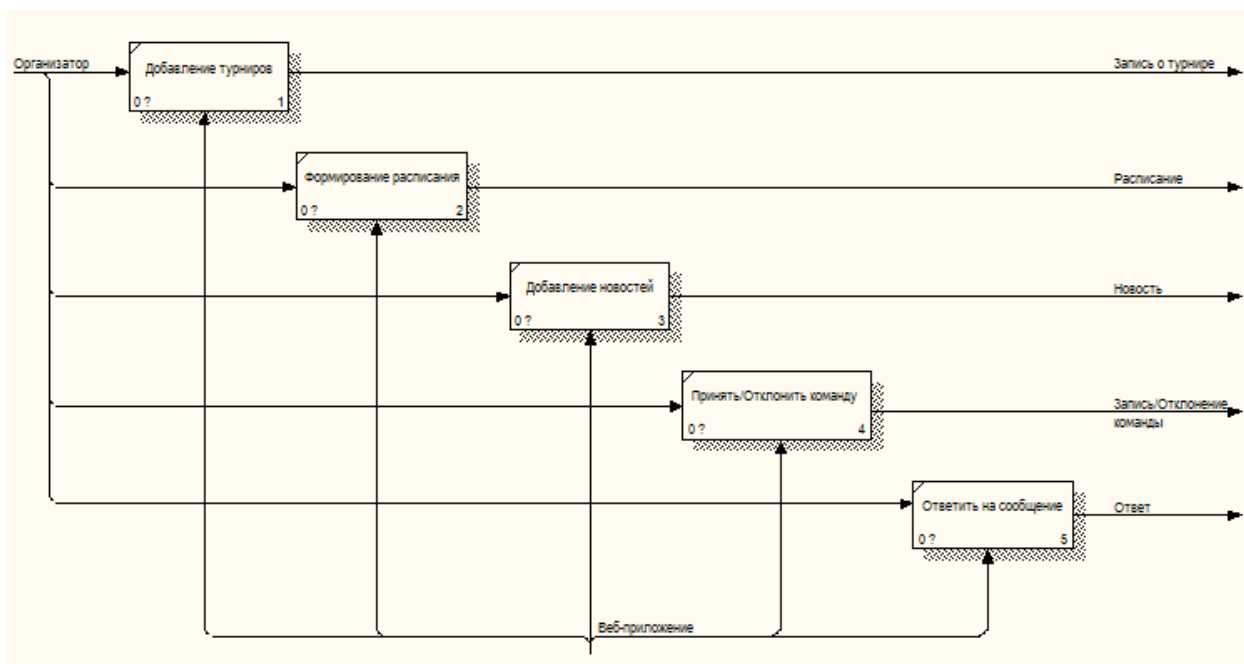 Организатор
Добавление турниров
0 ?
1
Запись о турнире
Формирование расписания
0 ?
2
Расписание
Добавление новостей
0 ?
3
Новость
Принять/Отклонить команду
0 ?
4
Запись/Отклонение
команды
Ответить на сообщение
0 ?
5
Ответ
Веб-приложение